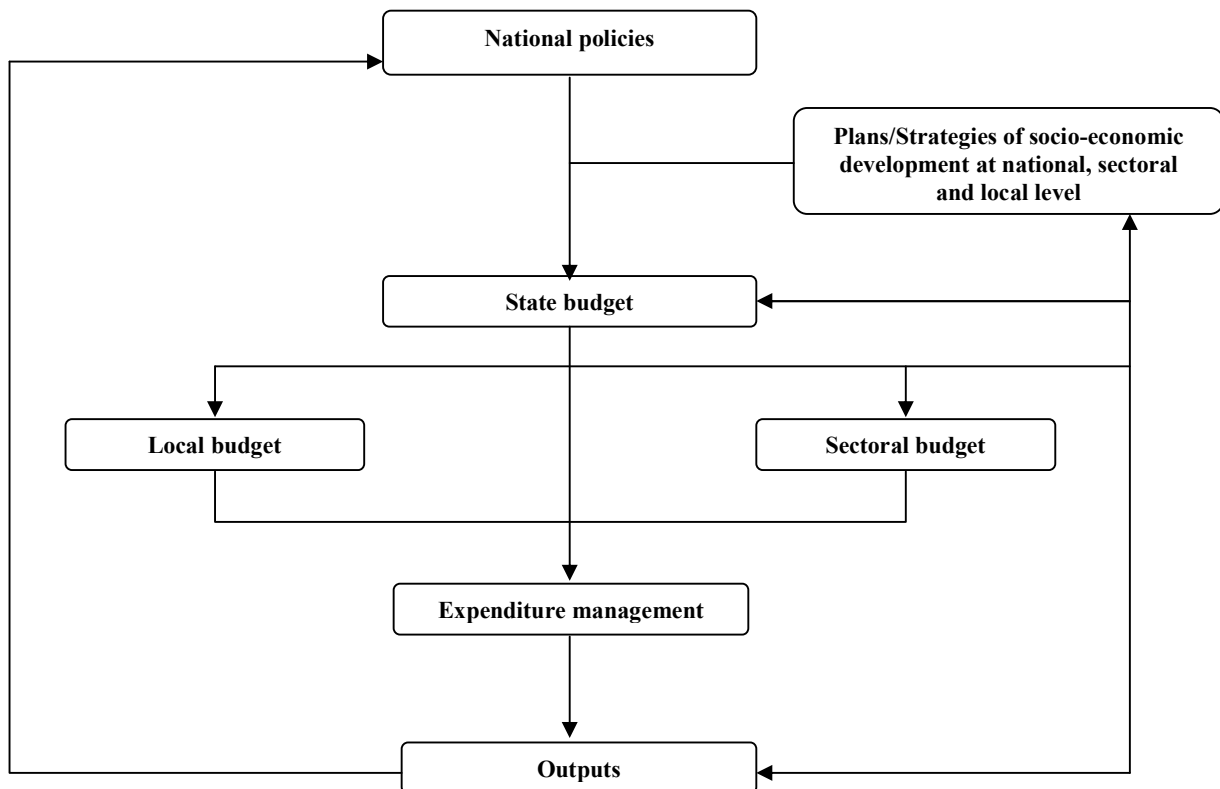 National policies
Plans/Strategies of socio-economic
development at national, sectoral
and local level
State budget
Local budget
Sectoral budget
Expenditure management
Outputs